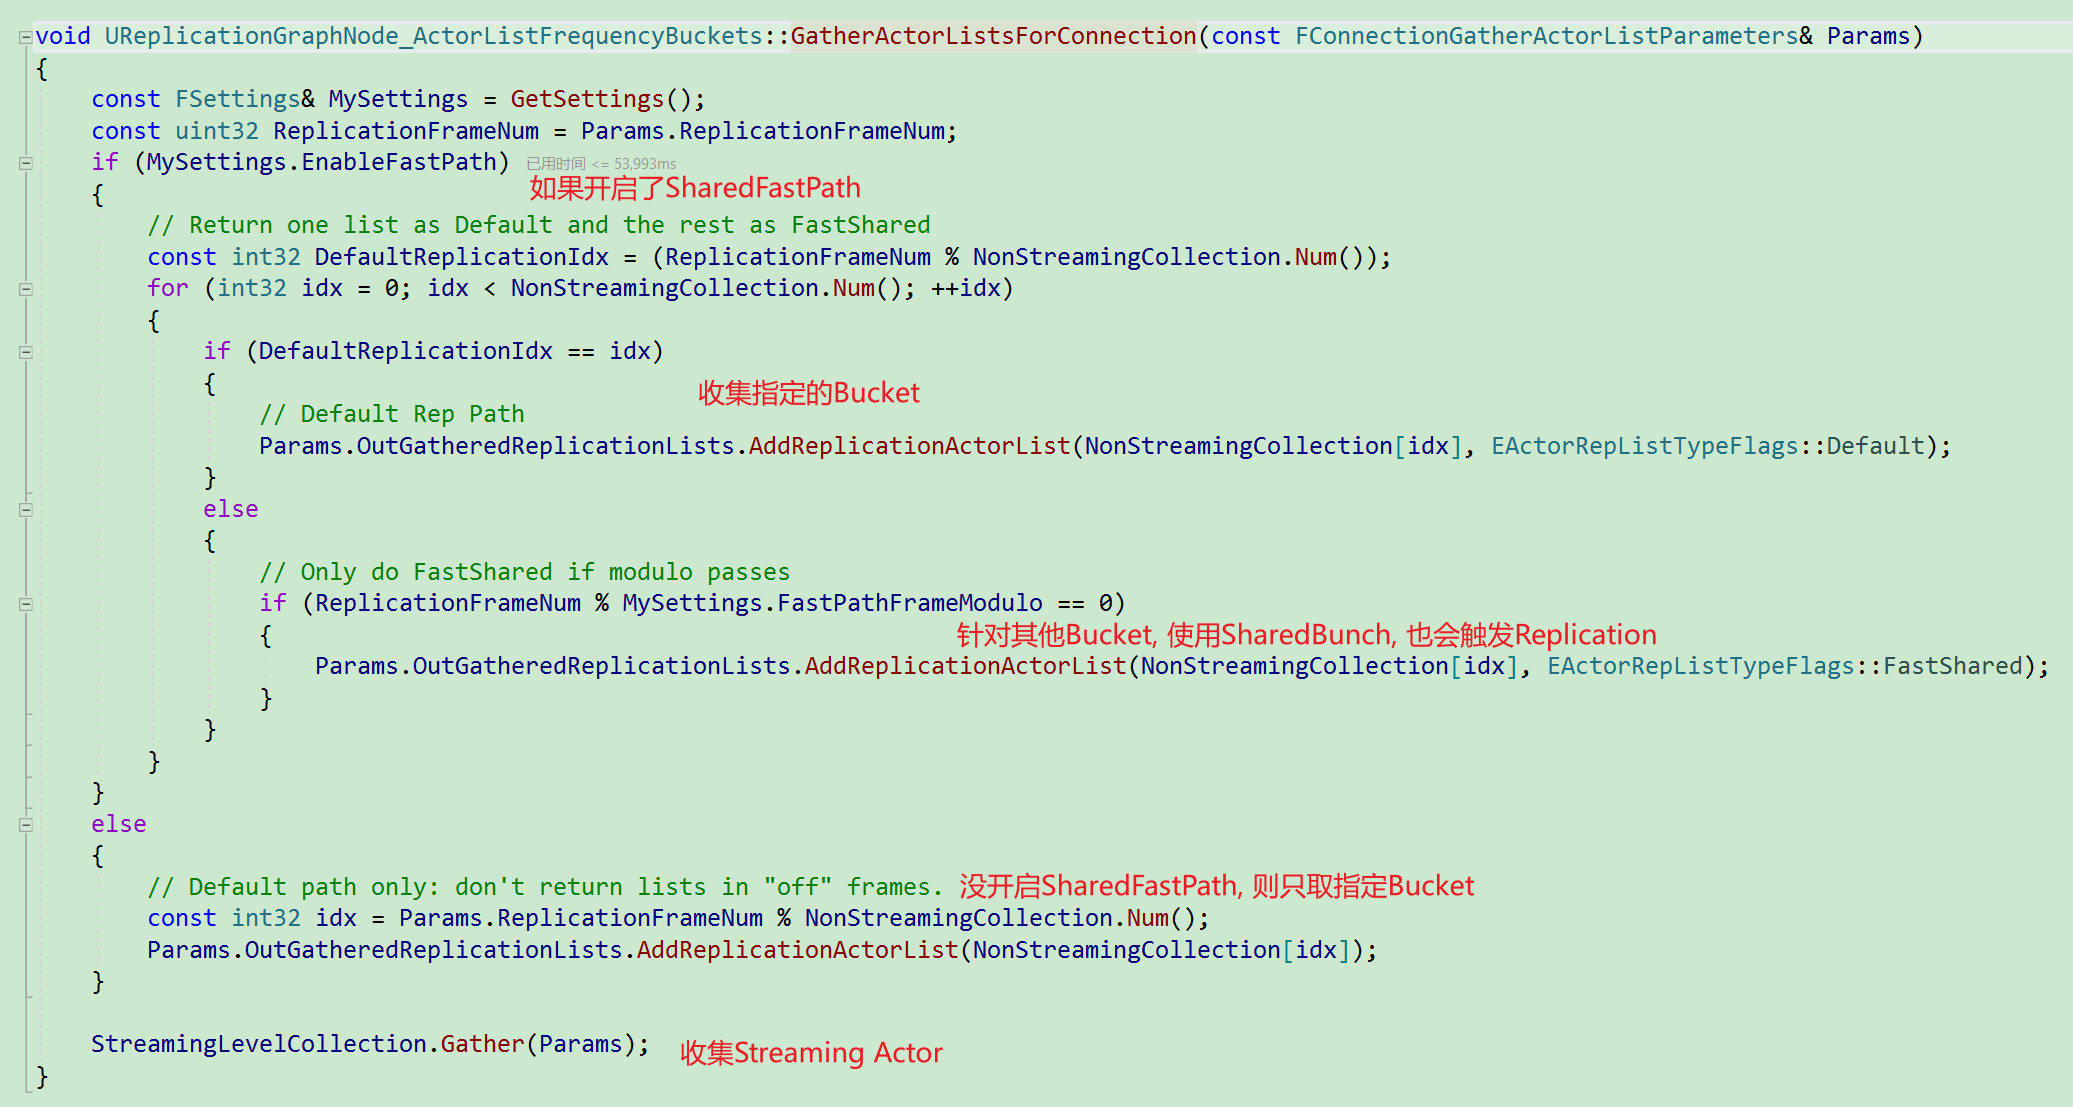 void UReplicationGraphNode_ActorListFrequencyBuckets::GatherActorListsForConnection(const FConnectionGatherActorListParameters& Params)
{
    const FSettings& MySettings = GetSettings();
    const uint32 ReplicationFrameNum = Params.ReplicationFrameNum;
    if (MySettings.EnableFastPath) 已用时间 <= 53,993ms
    {
如果开启了SharedFastPath
        // Return one list as Default and the rest as FastShared
        const int32 DefaultReplicationIdx = (ReplicationFrameNum % NonStreamingCollection.Num());
        for (int32 idx = 0; idx < NonStreamingCollection.Num(); ++idx)
        {
            if (DefaultReplicationIdx == idx)
            {
收集指定的Bucket
                // Default Rep Path
                Params.OutGatheredReplicationLists.AddReplicationActorList(NonStreamingCollection[idx], EActorRepListTypeFlags::Default);
            }
            else
            {
                // Only do FastShared if modulo passes
                if (ReplicationFrameNum % MySettings.FastPathFrameModulo == 0)
                {
针对其他Bucket, 使用SharedBunch, 也会触发Replication
                    Params.OutGatheredReplicationLists.AddReplicationActorList(NonStreamingCollection[idx], EActorRepListTypeFlags::FastShared);
                }
            }
        }
    }
    else
    {
        // Default path only: don't return lists in "off" frames. 没开启SharedFastPath, 则只取指定Bucket
        const int32 idx = Params.ReplicationFrameNum % NonStreamingCollection.Num();
        Params.OutGatheredReplicationLists.AddReplicationActorList(NonStreamingCollection[idx]);
    }
    StreamingLevelCollection.Gather(Params); 收集Streaming Actor
}